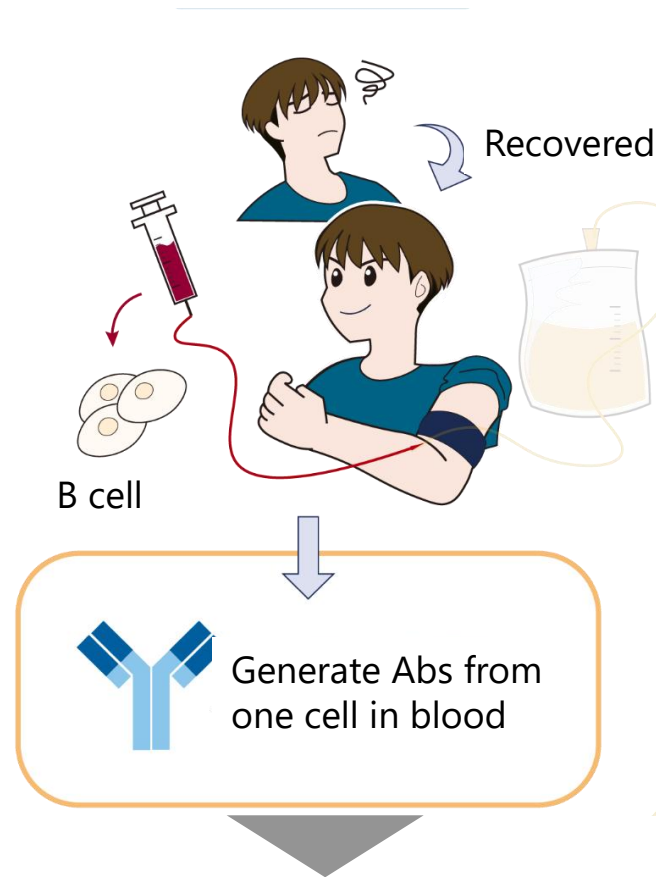 Recovered
B cell
Generate Abs from
one cell in blood